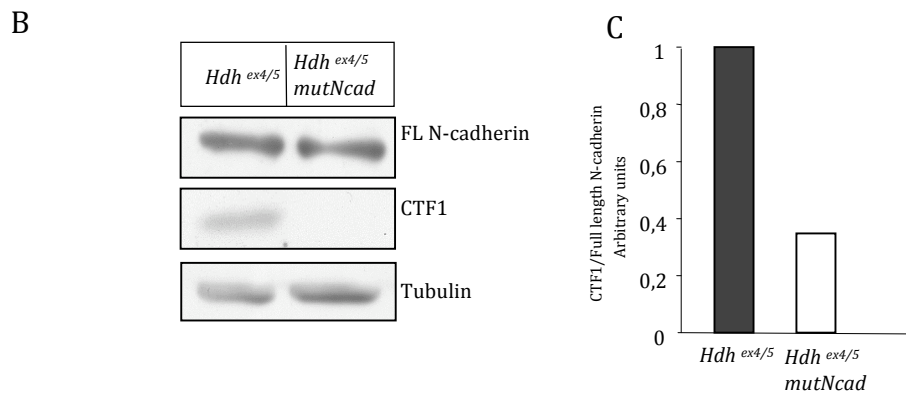 B
Hdh ex4/5
Hdh ex4/5
mutNcad
FL N-cadherin
CTF1
Tubulin
C
CTF1/Full length N-cadherin
Arbitrary units
1
0,8
0,6
0,4
0,2
0
Hdh ex4/5
Hdh ex4/5
mutNcad